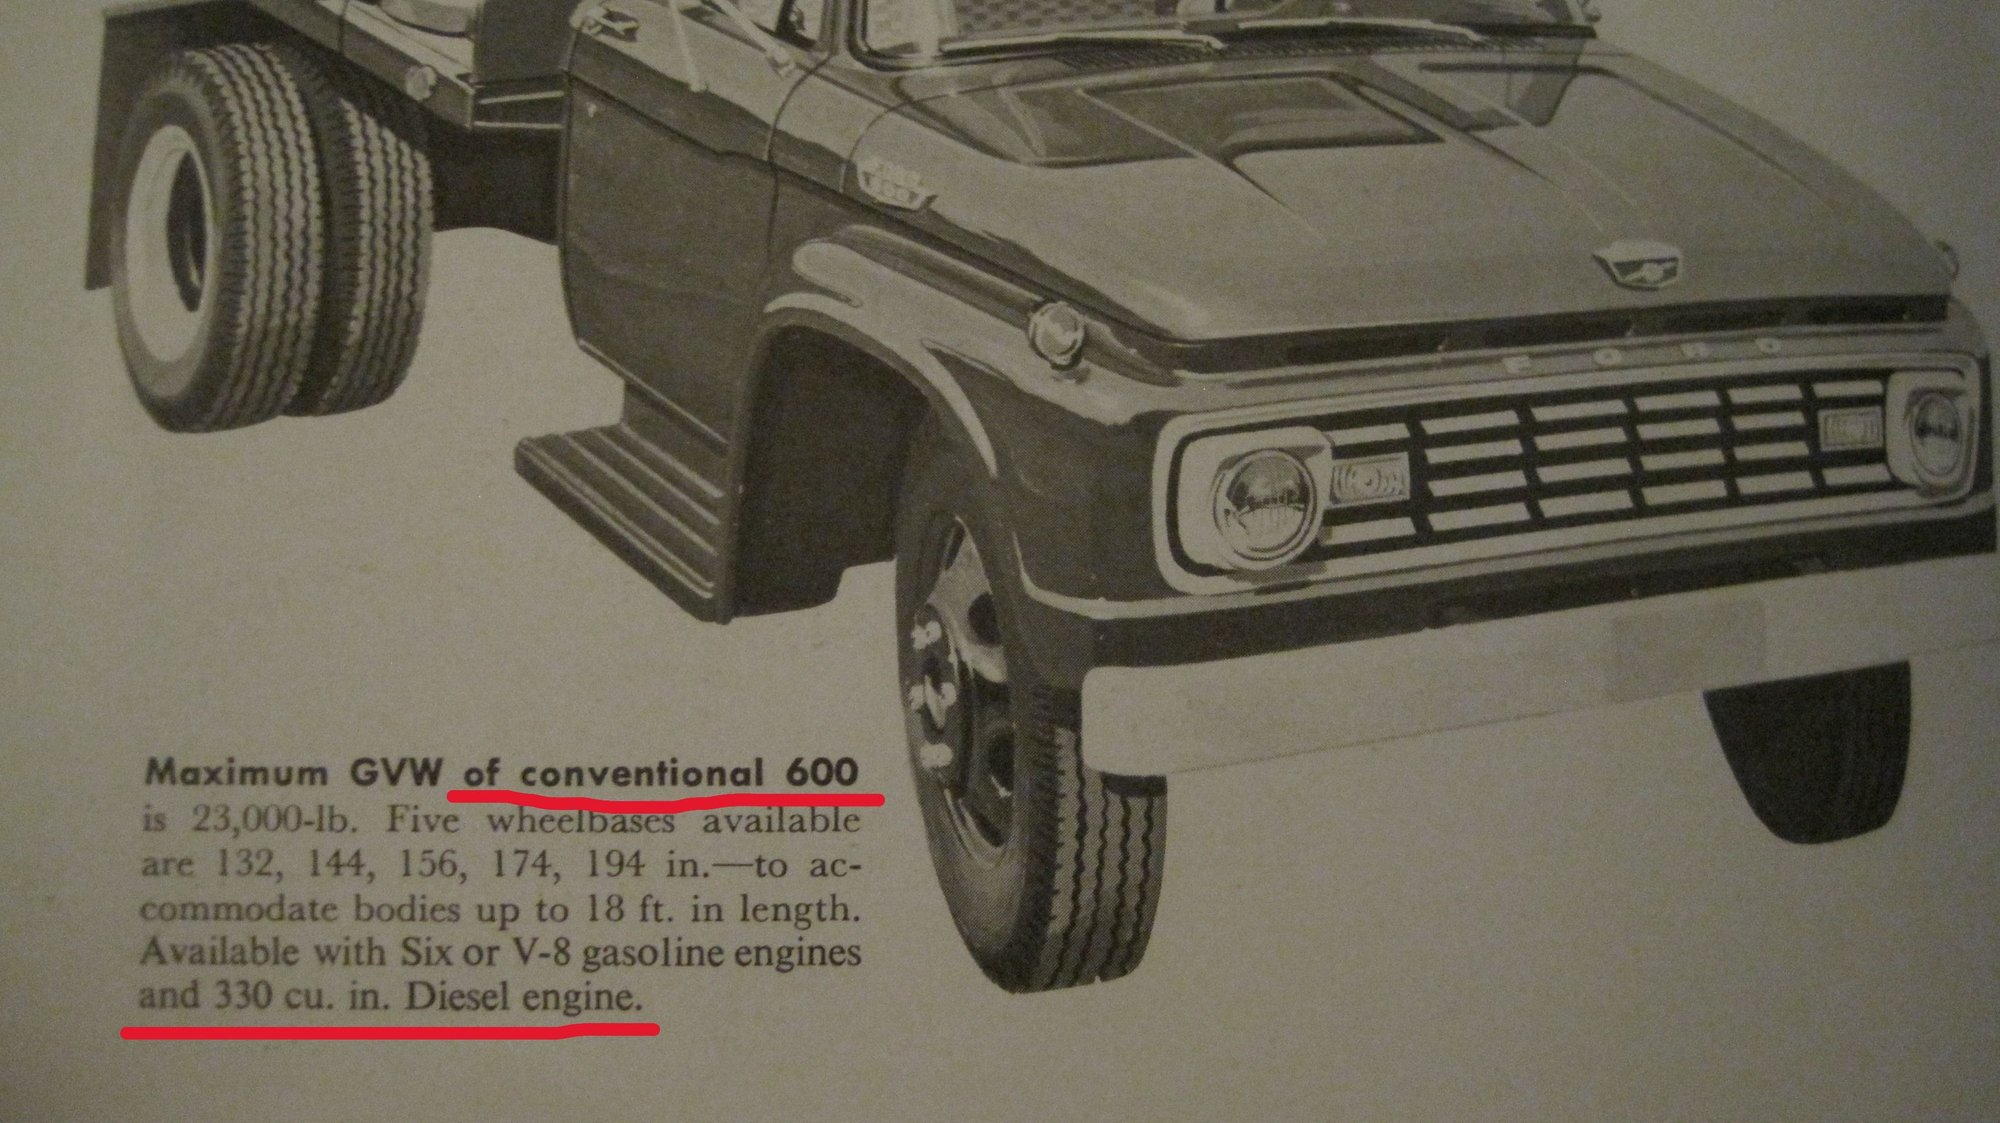 600
FORD
Maximum GVW of conventional 600
is 23,000-lb. Five wheelbases available
are 132, 144, 156, 174, 194 in.—to ac-
commodate bodies up to 18 ft. in length.
Available with Six or V-8 gasoline engines
and 330 cu. in. Diesel engine.